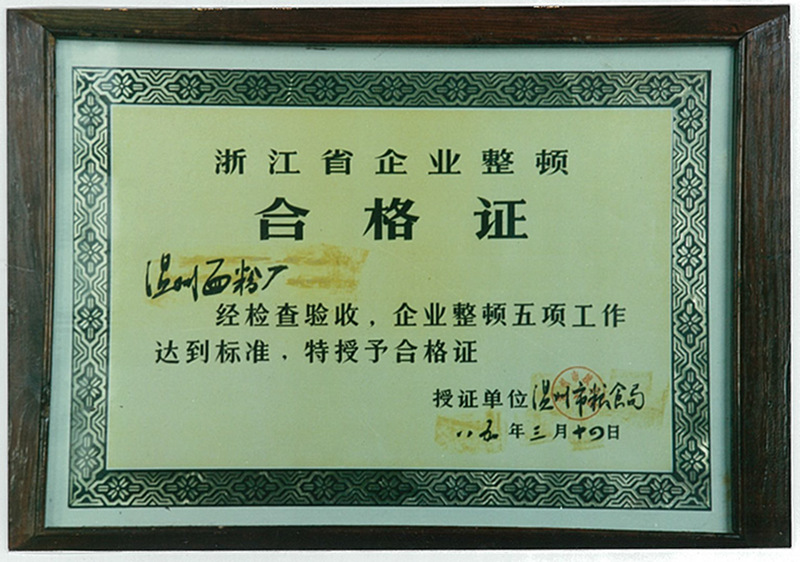 浙江省企业整顿
合格证
温州面粉厂
经检查验收，企业整顿五项工作
达到标准，特授予合格证
授证单位温州市粮食局
八五年三月十四日